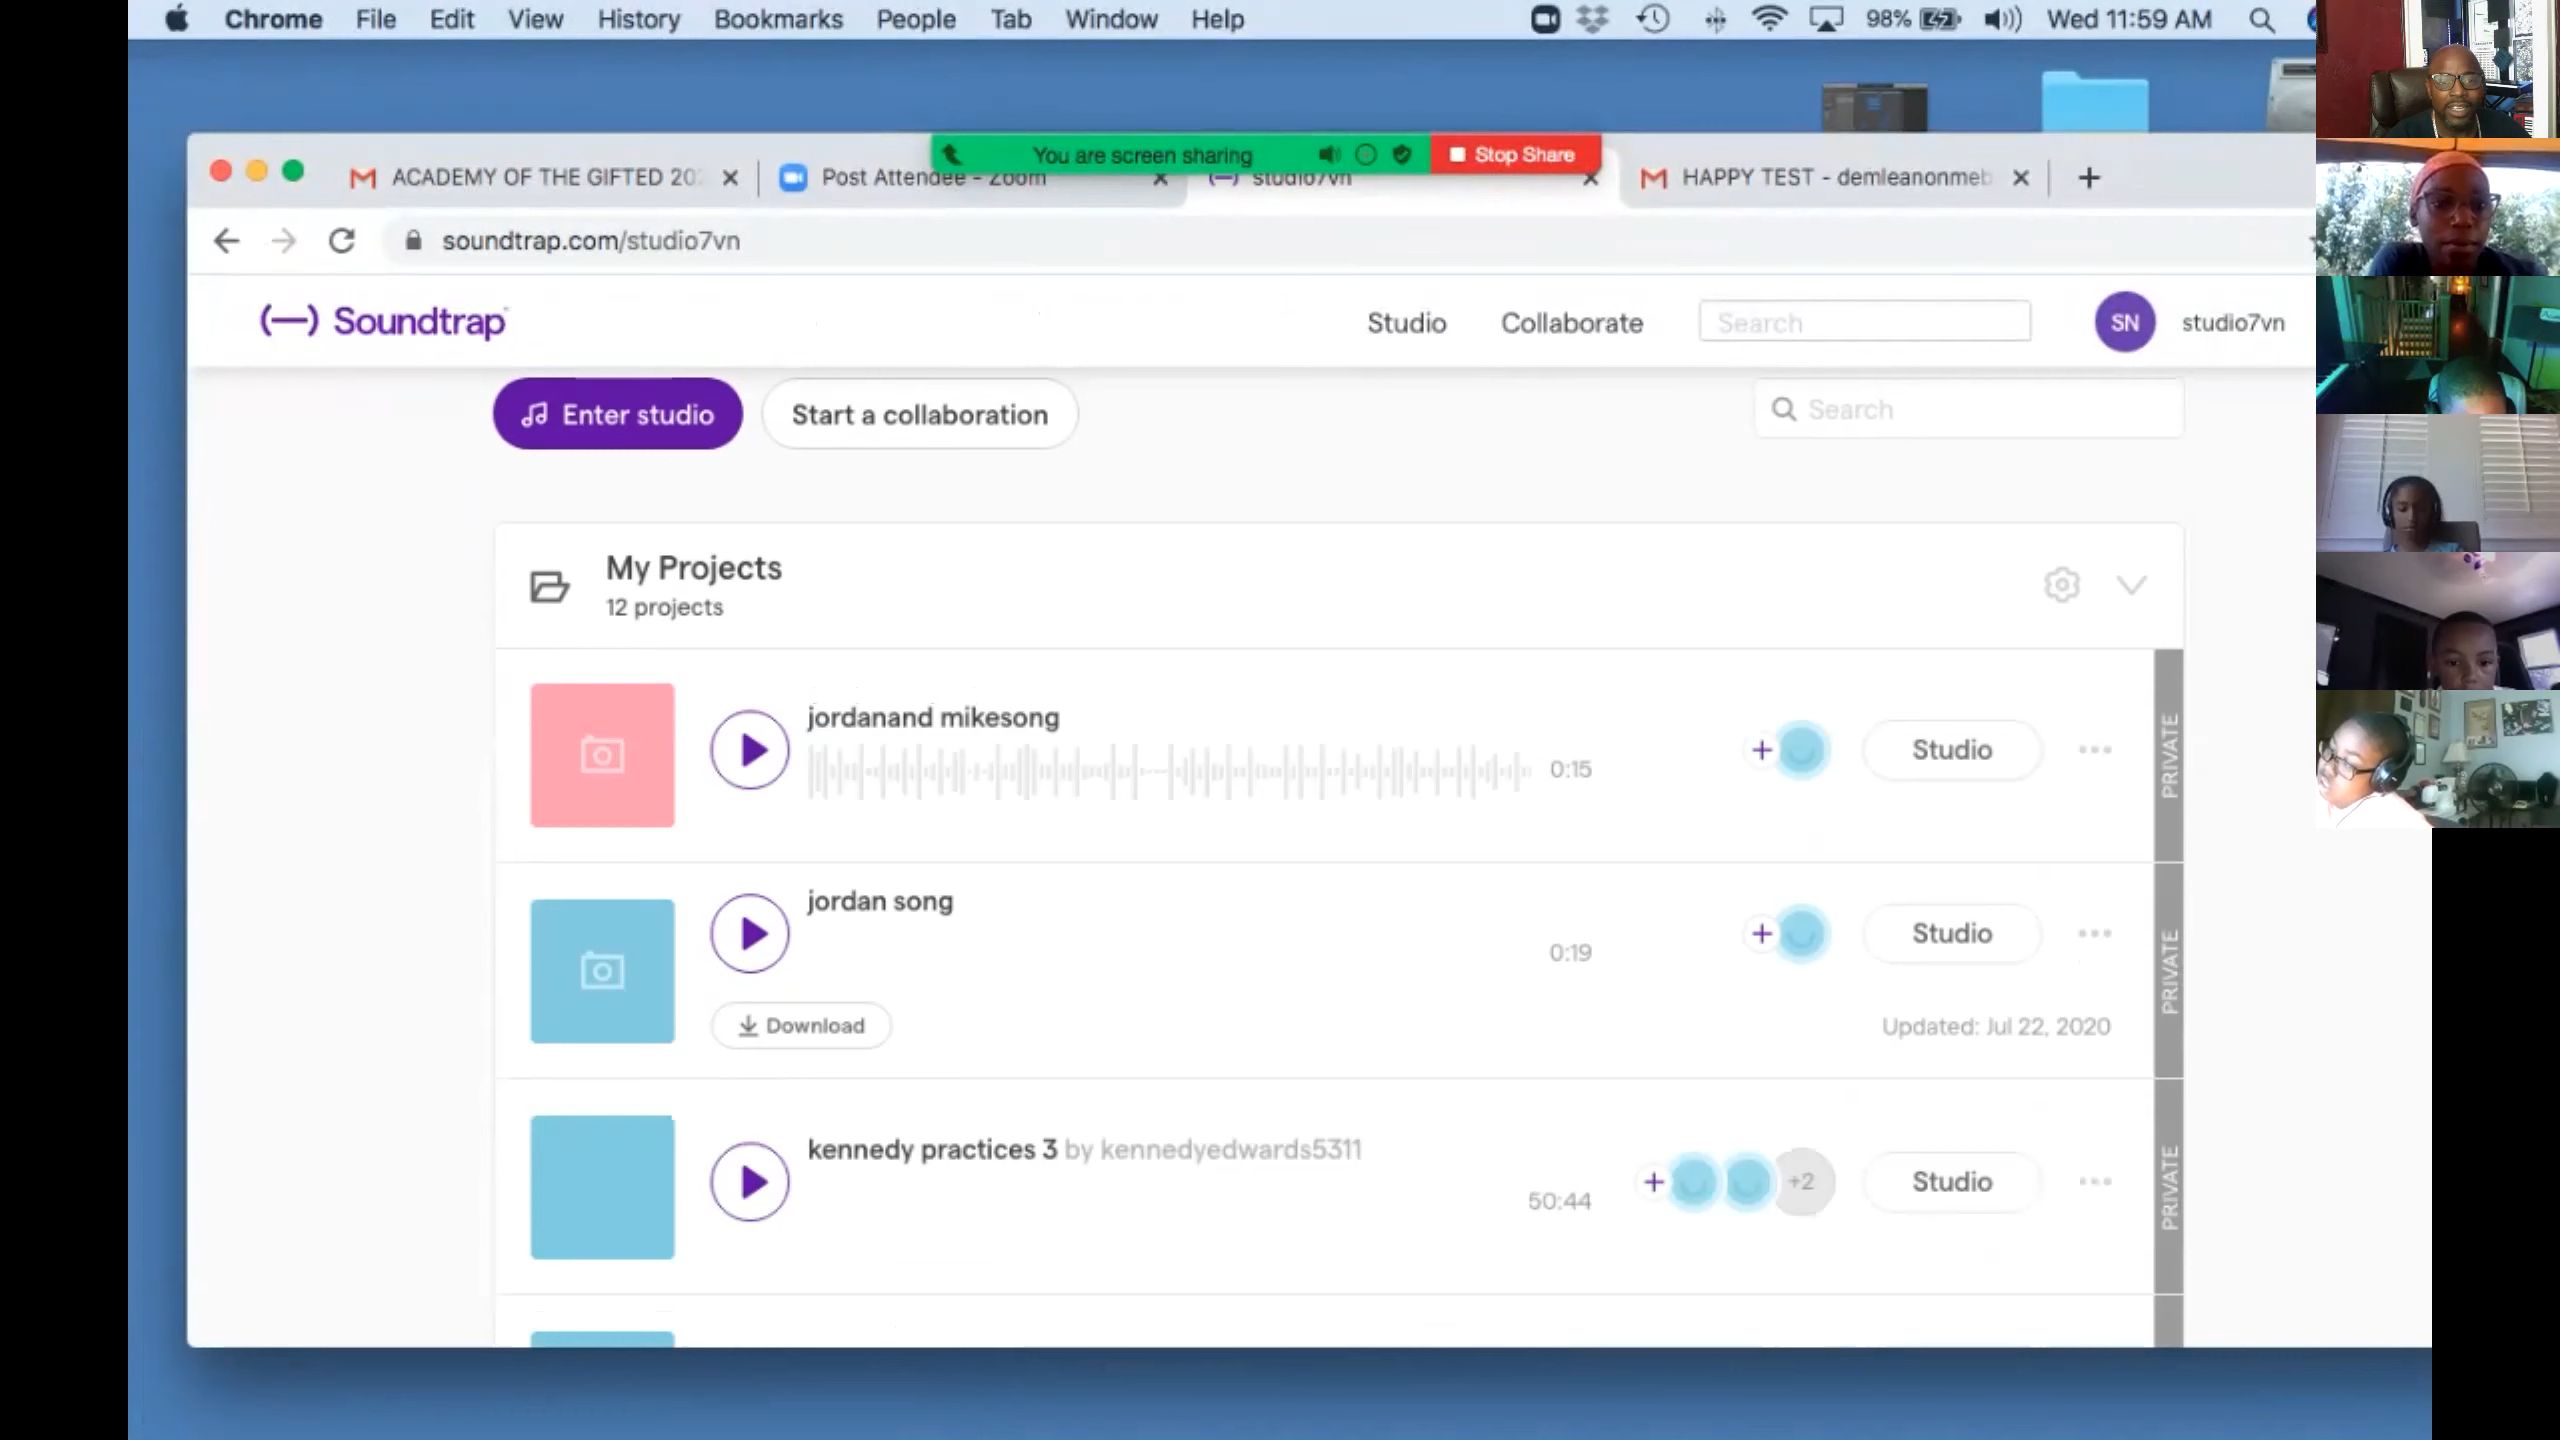 Chrome File Edit View History Bookmarks People Tab Window Help 98% Wed 11:59 AM
You are screen sharing Stop Share
ACADEMY OF THE GIFTED 20 Post Attendee - Zoom studio7vn HAPPY TEST - demleanonmeb
soundtrap.com/studio7vn
Soundtrap Studio Collaborate Search SN studio7vn
Enter studio Start a collaboration Search
My Projects
12 projects
jordanand mikesong
0:15 Studio PRIVATE
jordan song
0:19 Studio PRIVATE
Download Updated: Jul 22, 2020
kennedy practices 3 by kennedyedwards5311
50:44 +2 Studio PRIVATE